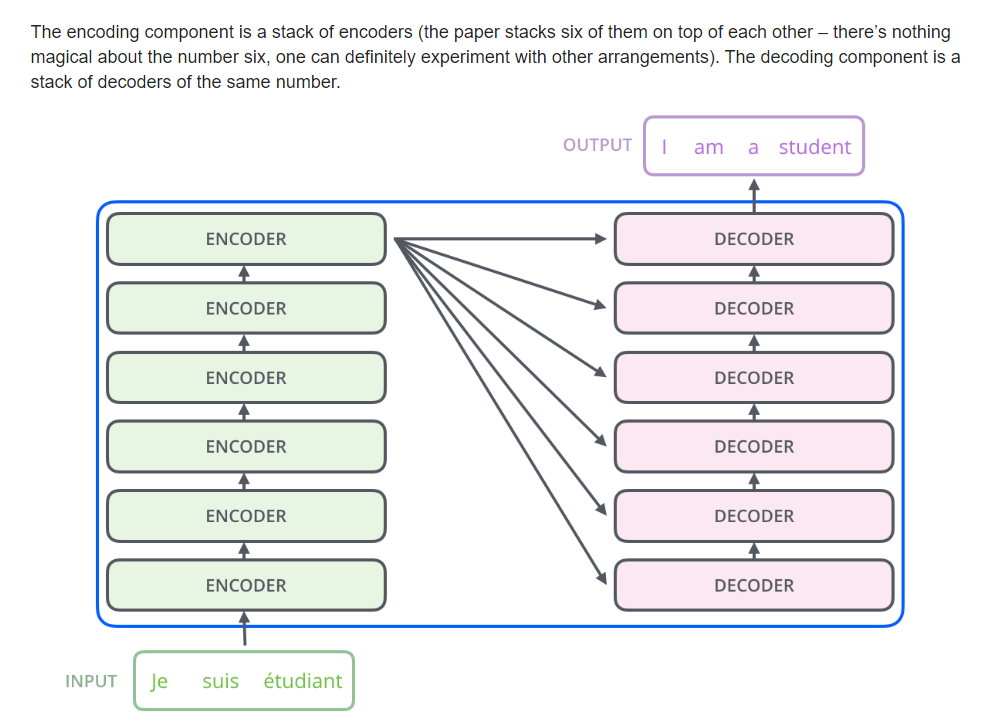 The encoding component is a stack of encoders (the paper stacks six of them on top of each other – there’s nothing
magical about the number six, one can definitely experiment with other arrangements). The decoding component is a
stack of decoders of the same number.
OUTPUT I am a student
ENCODER DECODER
ENCODER DECODER
ENCODER DECODER
ENCODER DECODER
ENCODER DECODER
ENCODER DECODER
INPUT Je suis étudiant